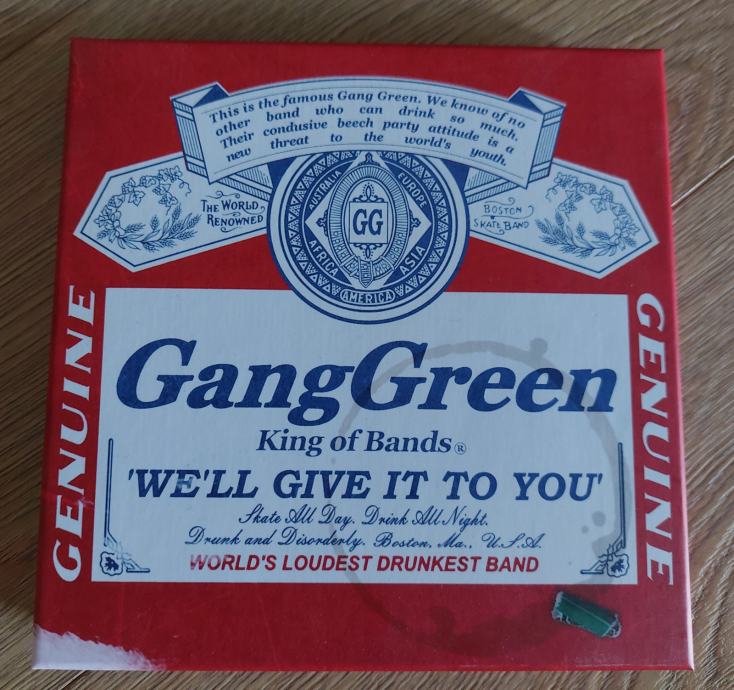 This is the famous Gang Green. We know of no
other band who can drink so much.
Their condusive beech party attitude is a
new threat to the world's youth.
THE WORLD
RENOWNED
BOSTON
SKATE BAND
AUSTRALIA
EUROPE
GG
AFRICA
ASIA
AMERICA
GENUINE
GENUINE
GangGreen
King of Bands®
'WE'LL GIVE IT TO YOU'
Skate All Day. Drink All Night.
Drunk and Disorderly. Boston, Ma., U.S.A.
WORLD'S LOUDEST DRUNKEST BAND